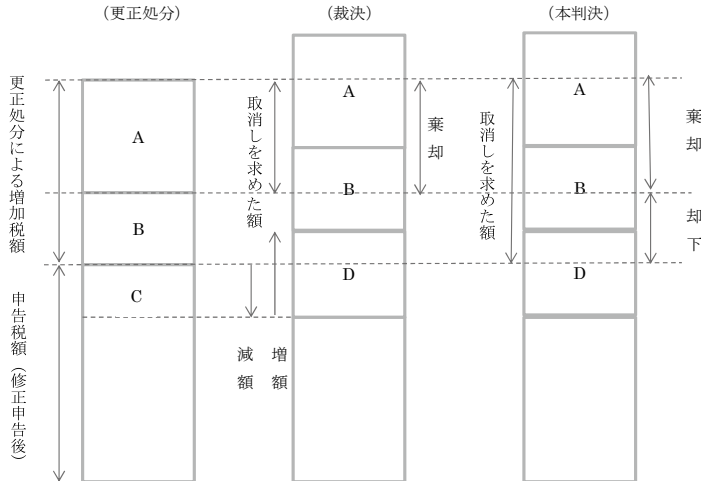 （更正処分）
（裁決）
（本判決）
更正処分による増加税額
申告税額（修正申告後）
A
B
C
取消しを求めた額
減額
増額
A
B
D
棄却
取消しを求めた額
A
B
D
棄却
却下